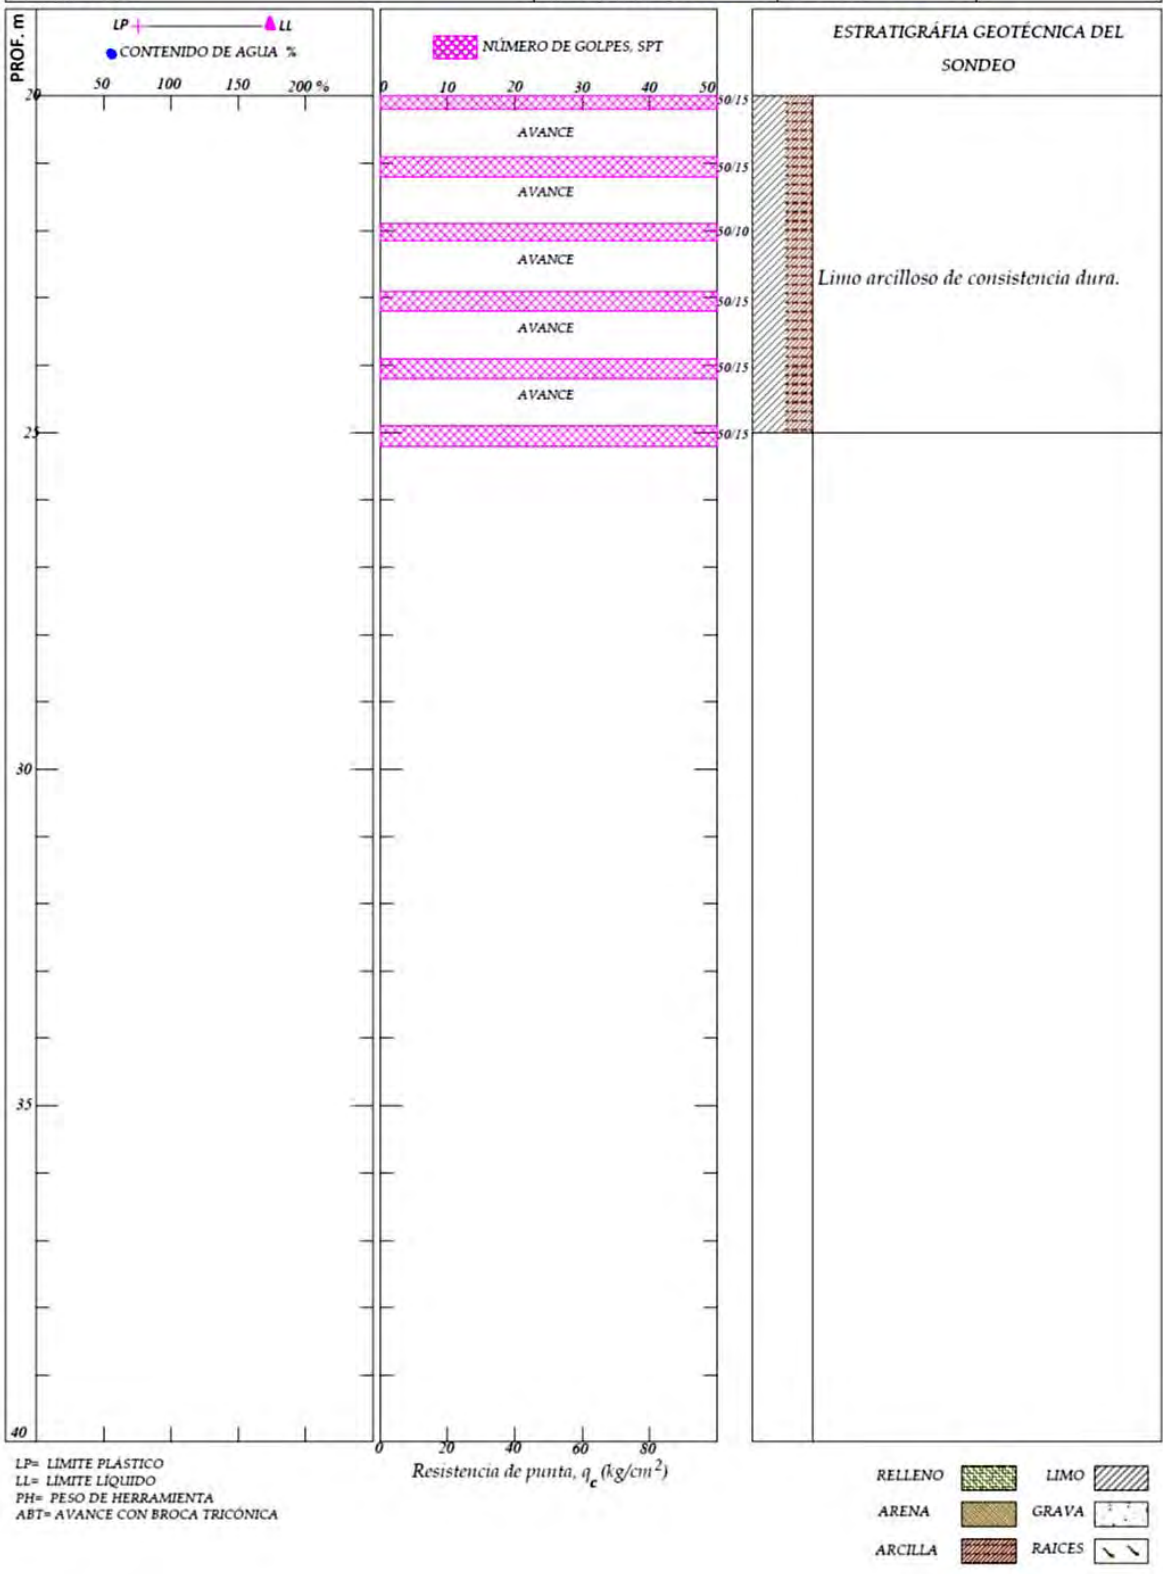 PROF. m
LP LL
CONTENIDO DE AGUA %
50 100 150 200 %
NÚMERO DE GOLPES, SPT
0 10 20 30 40 50
ESTRATIGRÁFIA GEOTÉCNICA DEL
SONDEO
20
50/15
AVANCE
50/15
AVANCE
50/10
AVANCE
50/15
AVANCE
50/15
AVANCE
50/15
Limo arcilloso de consistencia dura.
25
30
35
40
0 20 40 60 80
Resistencia de punta, qc (kg/cm2)
LP= LÍMITE PLÁSTICO
LL= LÍMITE LÍQUIDO
PH= PESO DE HERRAMIENTA
ABT= AVANCE CON BROCA TRICÓNICA
RELLENO LIMO
ARENA GRAVA
ARCILLA RAICES